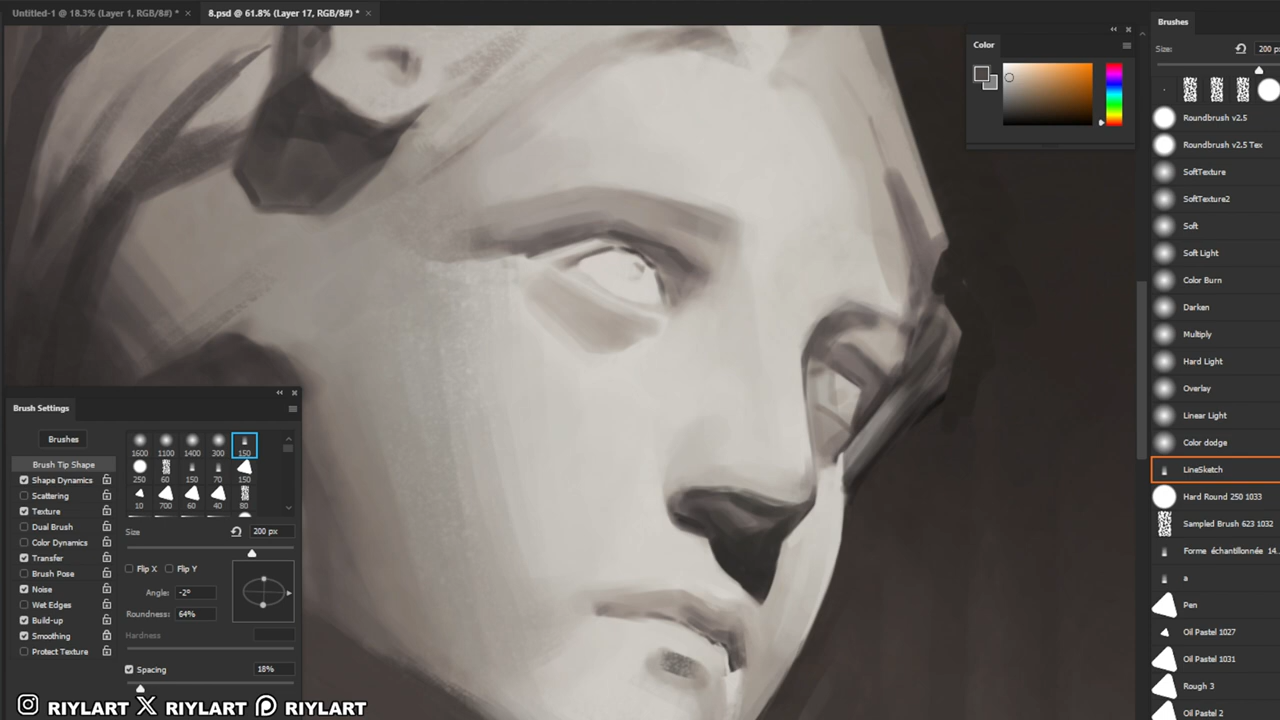 Untitled-1 @ 18.3% (Layer 1, RGB/8#) * ×
8.psd @ 61.8% (Layer 17, RGB/8#) * ×
Color
Brushes
Size:
200 px
Roundbrush v2.5
Roundbrush v2.5 Tex
SoftTexture
SoftTexture2
Soft
Soft Light
Color Burn
Darken
Multiply
Hard Light
Overlay
Linear Light
Color dodge
LineSketch
Hard Round 250 1033
Sampled Brush 623 1032
Forme échantillonnée 14...
a
Pen
Oil Pastel 1027
Oil Pastel 1031
Rough 3
Oil Pastel 2
Brush Settings
Brushes
Brush Tip Shape
Shape Dynamics
Scattering
Texture
Dual Brush
Color Dynamics
Transfer
Brush Pose
Noise
Wet Edges
Build-up
Smoothing
Protect Texture
1600 1100 1400 300 150
250 60 150 70 150
10 700 60 40 80
Size
200 px
Flip X Flip Y
Angle: -2º
Roundness: 64%
Hardness
Spacing
18%
RIYLART RIYLART RIYLART